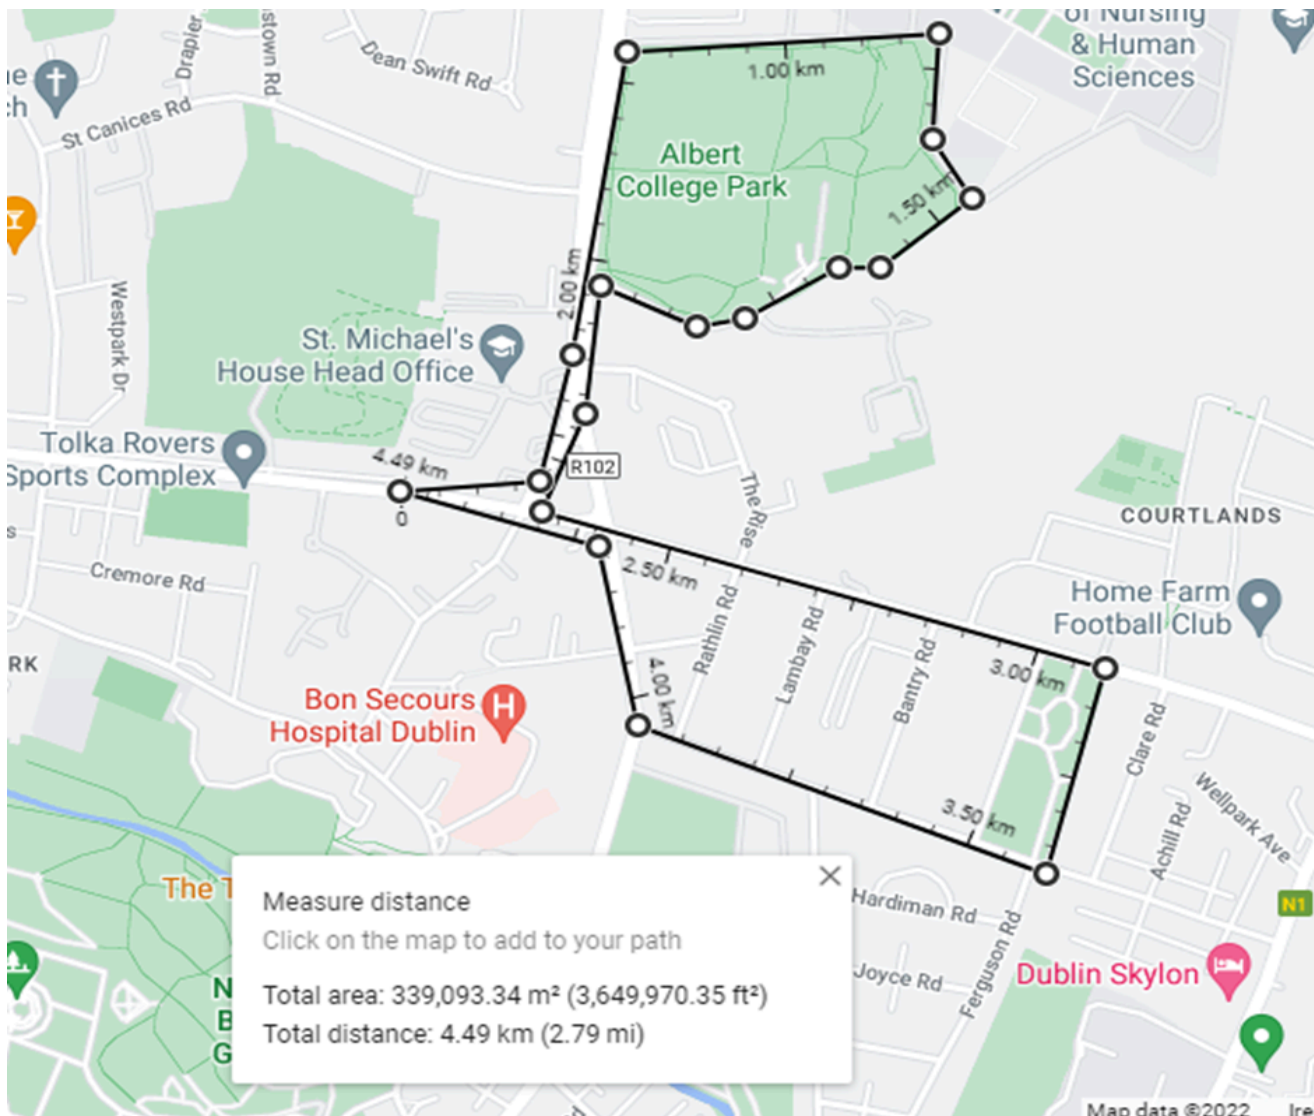 of Nursing
& Human
Sciences
Drapier
stown Rd
Dean Swift Rd
ne
ch
St Canices Rd
1.00 km
Albert
College Park
1.50 km
2.00 km
Westpark Dr
St. Michael's
House Head Office
Tolka Rovers
Sports Complex
4.49 km
R102
0
The Rise
COURTLANDS
s
Cremore Rd
2.50 km
Home Farm
Football Club
Rathlin Rd
Lambay Rd
Bantry Rd
3.00 km
RK
4.00 km
Bon Secours
Hospital Dublin
Clare Rd
Wellpark Ave
Achill Rd
3.50 km
The T
Measure distance
Click on the map to add to your path
Total area: 339,093.34 m² (3,649,970.35 ft²)
Total distance: 4.49 km (2.79 mi)
Hardiman Rd
N1
Ferguson Rd
Joyce Rd
Dublin Skylon
N
B
G
Map data ©2022
Ire